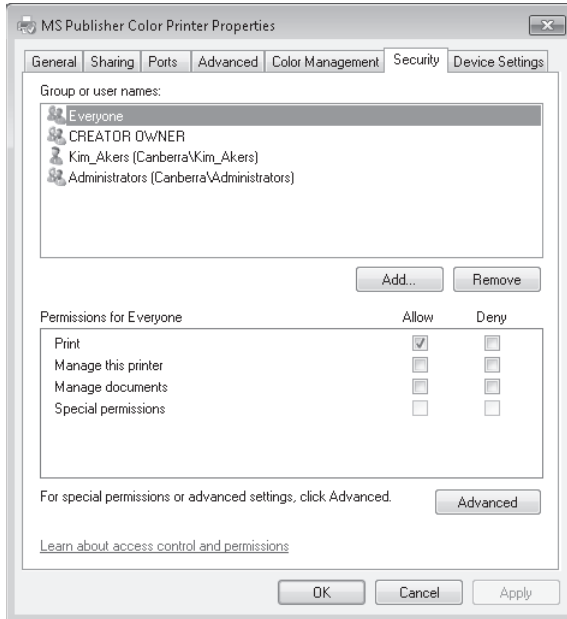 MS Publisher Color Printer Properties
General Sharing Ports Advanced Color Management Security Device Settings
Group or user names:
Everyone
CREATOR OWNER
Kim_Akers (Canberra\Kim_Akers)
Administrators (Canberra\Administrators)
Add... Remove
Permissions for Everyone Allow Deny
Print
Manage this printer
Manage documents
Special permissions
For special permissions or advanced settings, click Advanced. Advanced
Learn about access control and permissions
OK Cancel Apply